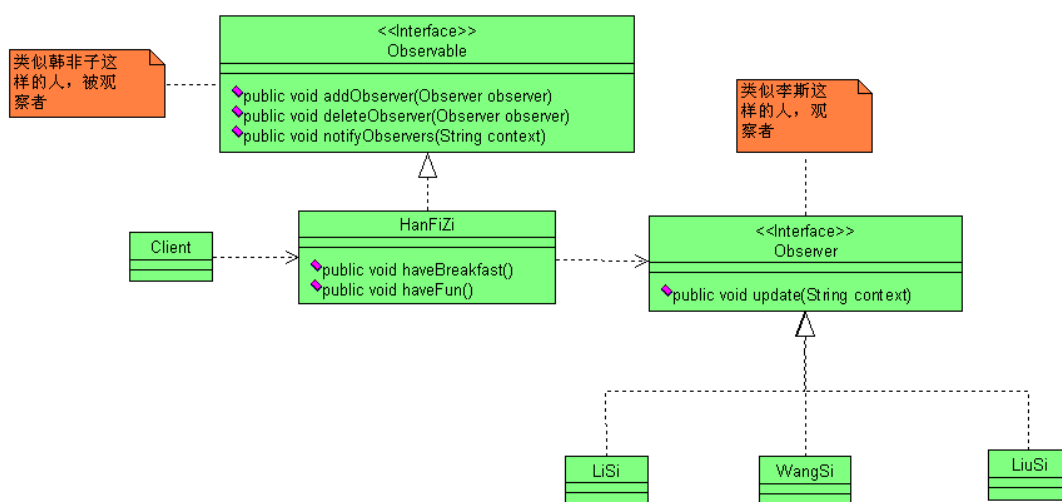 <<Interface>>
Observable
public void addObserver(Observer observer)
public void deleteObserver(Observer observer)
public void notifyObservers(String context)
类似韩非子这
样的人，被观
察者
类似李斯这
样的人，观
察者
HanFiZi
public void haveBreakfast()
public void haveFun()
Client
<<Interface>>
Observer
public void update(String context)
LiSi
WangSi
LiuSi